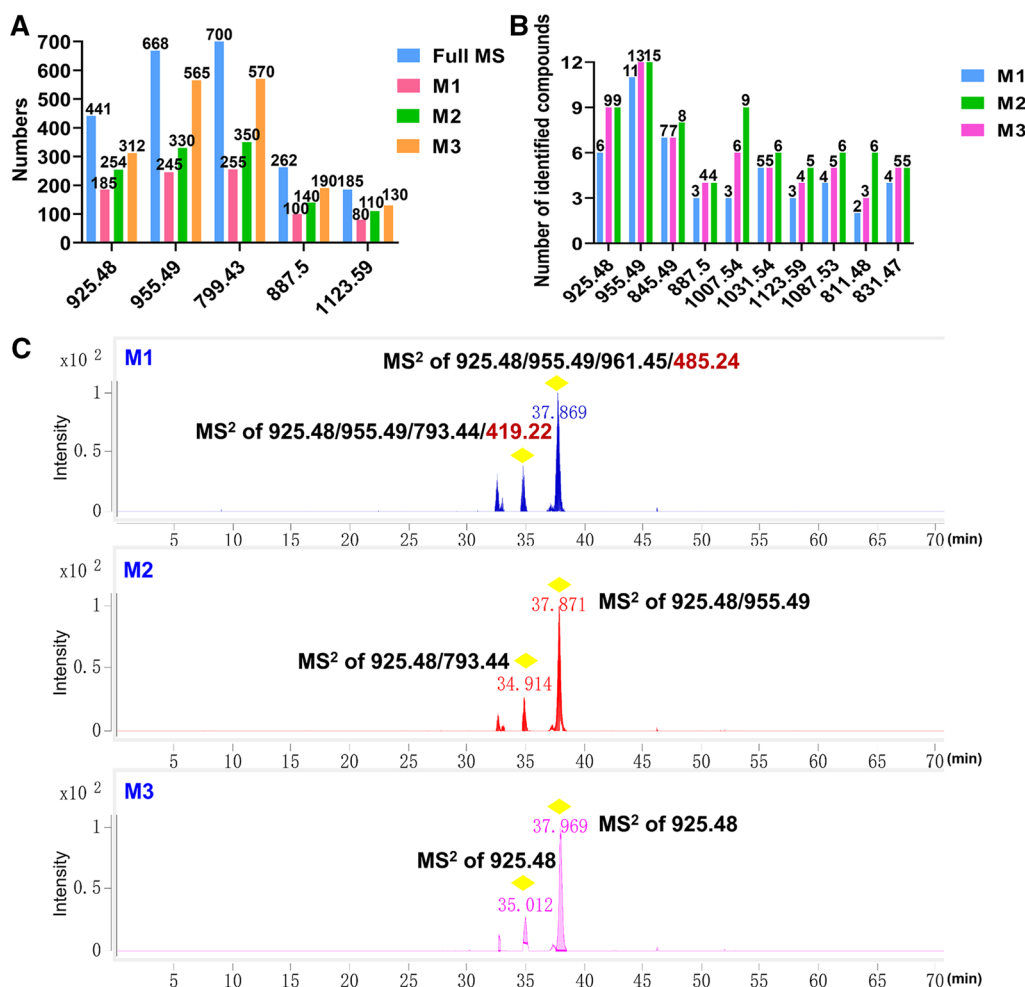 A
Numbers
700
600
500
400
300
200
100
0
441
185
254
312
668
245
330
565
700
255
350
570
262
100
140
190
185
80
110
130
925.48
955.49
799.43
887.5
1123.59
Full MS
M1
M2
M3
B
Number of identified compounds
12
9
6
3
0
6
99
11
13
15
77
8
3
44
3
6
9
55
6
3
4
5
4
5
6
2
3
6
4
55
925.48
955.49
845.49
887.5
1007.54
1031.54
1123.59
1087.53
811.48
831.47
M1
M3
M2
M1
M2
M3
C
M1
x10 2
Intensity
1
0.5
0
MS2 of 925.48/955.49/961.45/485.24
37.869
MS2 of 925.48/955.49/793.44/419.22
5 10 15 20 25 30 35 40 45 50 55 60 65 70 (min)
M2
x10 2
Intensity
1
0.5
0
37.871
MS2 of 925.48/955.49
MS2 of 925.48/793.44
34.914
5 10 15 20 25 30 35 40 45 50 55 60 65 70 (min)
M3
x10 2
Intensity
1
0.5
0
37.969
MS2 of 925.48
MS2 of 925.48
35.012
5 10 15 20 25 30 35 40 45 50 55 60 65 70 (min)